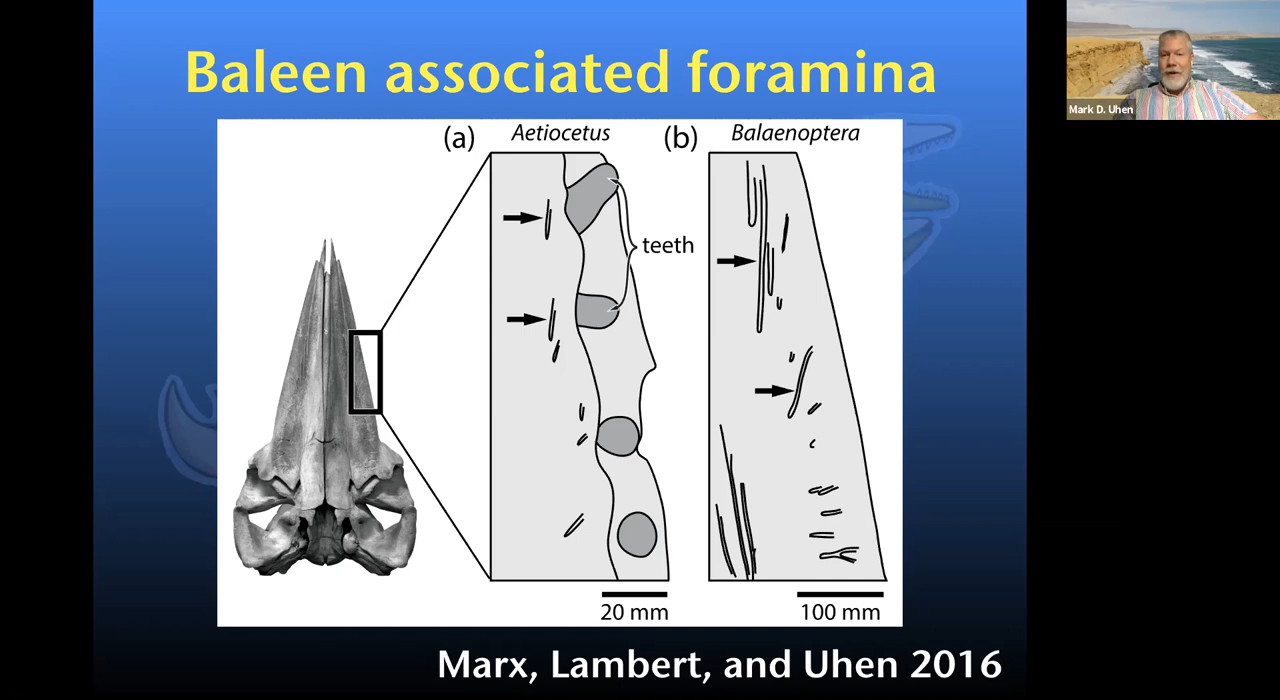 Baleen associated foramina
(a) Aetiocetus
(b) Balaenoptera
teeth
20 mm
100 mm
Marx, Lambert, and Uhen 2016
Mark D. Uhen